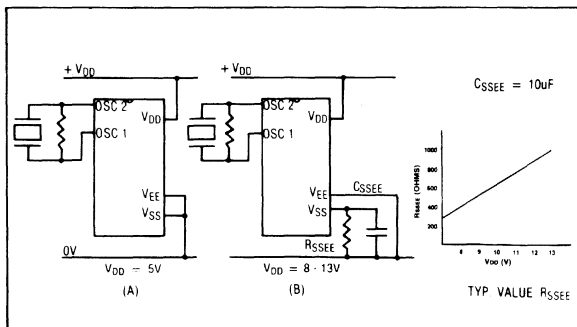 + VDD
OSC 2
OSC 1
VDD
VEE
VSS
0V
VDD = 5V
(A)
+ VDD
OSC 2
OSC 1
VDD
VEE
CSSEE
VSS
RSSEE
VDD = 8 - 13V
(B)
CSSEE = 10uF
RSSEE (OHMS)
1000
800
600
400
200
8 9 10 11 12 13
VDD (V)
TYP VALUE RSSEE